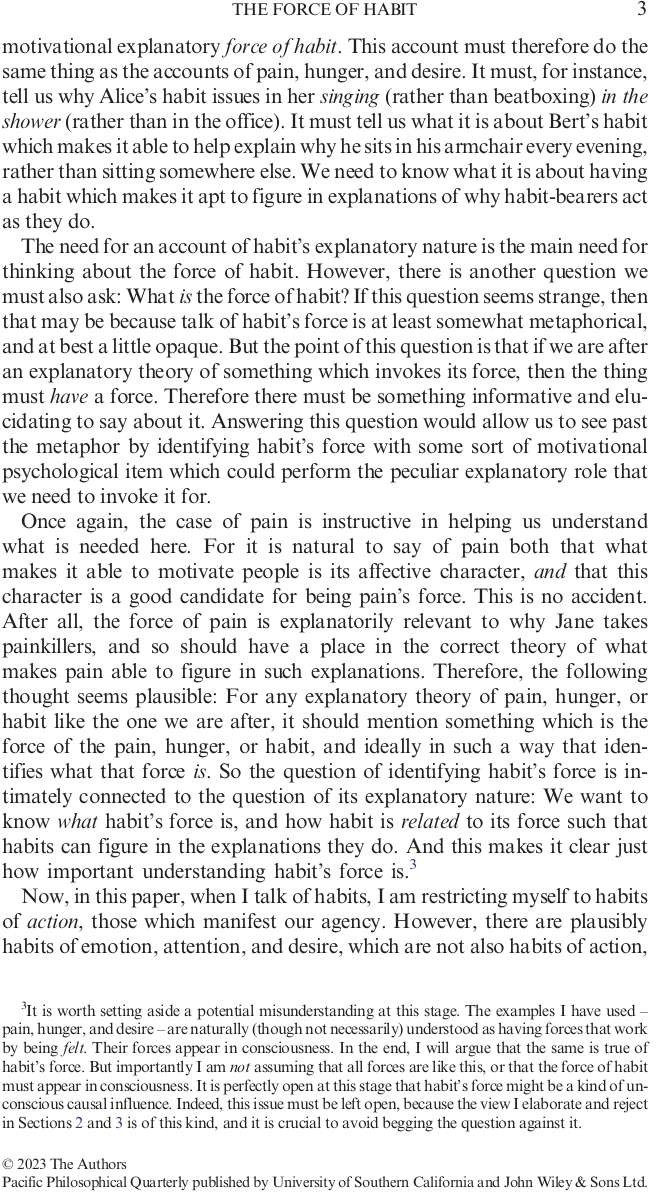 THE FORCE OF HABIT 3
motivational explanatory force of habit. This account must therefore do the
same thing as the accounts of pain, hunger, and desire. It must, for instance,
tell us why Alice's habit issues in her singing (rather than beatboxing) in the
shower (rather than in the office). It must tell us what it is about Bert's habit
which makes it able to help explain why he sits in his armchair every evening,
rather than sitting somewhere else. We need to know what it is about having
a habit which makes it apt to figure in explanations of why habit-bearers act
as they do.
The need for an account of habit's explanatory nature is the main need for
thinking about the force of habit. However, there is another question we
must also ask: What is the force of habit? If this question seems strange, then
that may be because talk of habit's force is at least somewhat metaphorical,
and at best a little opaque. But the point of this question is that if we are after
an explanatory theory of something which invokes its force, then the thing
must have a force. Therefore there must be something informative and elu-
cidating to say about it. Answering this question would allow us to see past
the metaphor by identifying habit's force with some sort of motivational
psychological item which could perform the peculiar explanatory role that
we need to invoke it for.
Once again, the case of pain is instructive in helping us understand
what is needed here. For it is natural to say of pain both that what
makes it able to motivate people is its affective character, and that this
character is a good candidate for being pain's force. This is no accident.
After all, the force of pain is explanatorily relevant to why Jane takes
painkillers, and so should have a place in the correct theory of what
makes pain able to figure in such explanations. Therefore, the following
thought seems plausible: For any explanatory theory of pain, hunger, or
habit like the one we are after, it should mention something which is the
force of the pain, hunger, or habit, and ideally in such a way that iden-
tifies what that force is. So the question of identifying habit's force is in-
timately connected to the question of its explanatory nature: We want to
know what habit's force is, and how habit is related to its force such that
habits can figure in the explanations they do. And this makes it clear just
how important understanding habit's force is.3
Now, in this paper, when I talk of habits, I am restricting myself to habits
of action, those which manifest our agency. However, there are plausibly
habits of emotion, attention, and desire, which are not also habits of action,
3It is worth setting aside a potential misunderstanding at this stage. The examples I have used –
pain, hunger, and desire – are naturally (though not necessarily) understood as having forces that work
by being felt. Their forces appear in consciousness. In the end, I will argue that the same is true of
habit's force. But importantly I am not assuming that all forces are like this, or that the force of habit
must appear in consciousness. It is perfectly open at this stage that habit's force might be a kind of un-
conscious causal influence. Indeed, this issue must be left open, because the view I elaborate and reject
in Sections 2 and 3 is of this kind, and it is crucial to avoid begging the question against it.
© 2023 The Authors
Pacific Philosophical Quarterly published by University of Southern California and John Wiley & Sons Ltd.